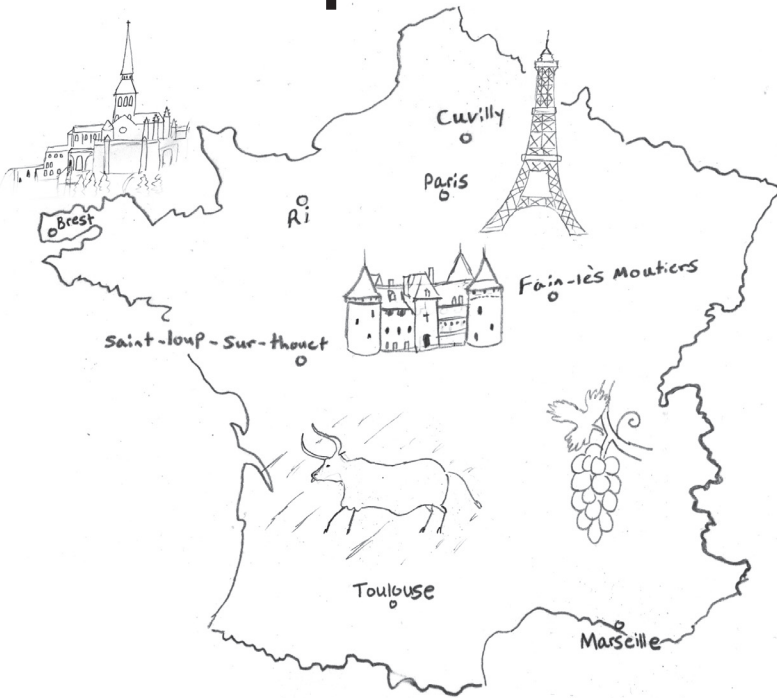 Cuvilly
Paris
Ri
Brest
Fain-lès Moutiers
Saint-loup-sur-thouet
Toulouse
Marseille